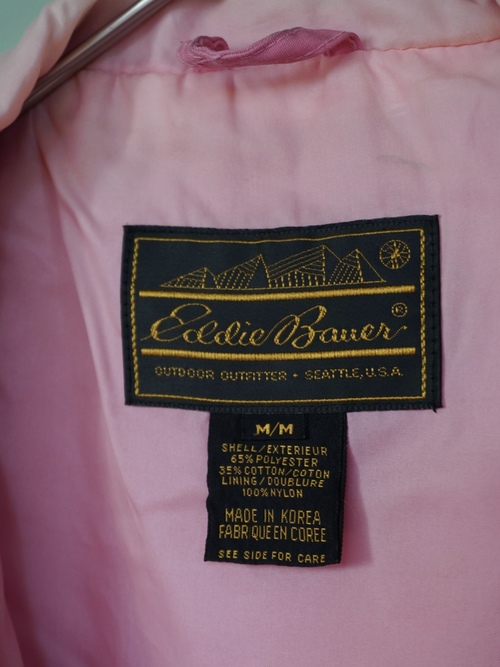 Eddie Bauer®
OUTDOOR OUTFITTER • SEATTLE, U.S.A.
M/M
SHELL/EXTERIEUR
65% POLYESTER
35% COTTON/COTON
LINING/DOUBLURE
100% NYLON
MADE IN KOREA
FABRIQUE EN COREE
SEE SIDE FOR CARE